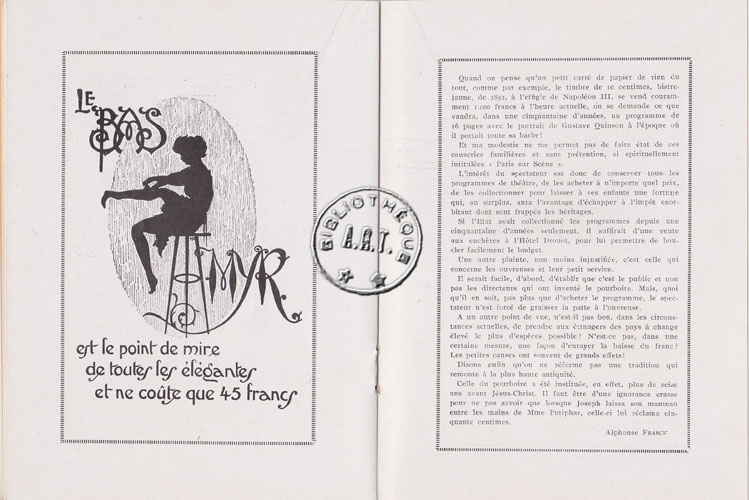 LE
BAS
EMYR
est le point de mire
de toutes les élégantes
et ne coûte que 45 francs
BIBLIOTHÈQUE
A.R.T.
Quand on pense qu'un petit carré de papier de rien du
tout, comme par exemple, le timbre de 10 centimes, bistre-
jaune, de 1852, à l'effigie de Napoléon III, se vend couram-
ment 1.000 francs à l'heure actuelle, on se demande ce que
vaudra, dans une cinquantaine d'années, un programme de
16 pages avec le portrait de Gustave Quinson à l'époque où
il portait toute sa barbe!
Et ma modestie ne me permet pas de faire état de ces
causeries familières et sans prétention, si spirituellement
intitulées « Paris sur Scène ».
L'intérêt du spectateur est donc de conserver tous les
programmes de théâtre, de les acheter à n'importe quel prix,
de les collectionner pour laisser à ses enfants une fortune
qui, au surplus, aura l'avantage d'échapper à l'impôt exor-
bitant dont sont frappés les héritages.
Si l'Etat avait collectionné les programmes depuis une
cinquantaine d'années seulement, il suffirait d'une vente
aux enchères à l'Hôtel Drouot, pour lui permettre de bou-
cler facilement le budget.
Une autre plainte, non moins injustifiée, c'est celle qui
concerne les ouvreuses et leur petit service.
Il serait facile, d'abord, d'établir que c'est le public et non
pas les directeurs qui ont inventé le pourboire. Mais, quoi
qu'il en soit, pas plus que d'acheter le programme, le spec-
tateur n'est forcé de graisser la patte à l'ouvreuse.
A un autre point de vue, n'est-il pas bon, dans les circons-
tances actuelles, de prendre aux étrangers des pays à change
élevé le plus d'espèces possible? N'est-ce pas, dans une
certaine mesure, une façon d'enrayer la baisse du franc?
Les petites causes ont souvent de grands effets!
Disons enfin qu'on ne réforme pas une tradition qui
remonte à la plus haute antiquité.
Celle du pourboire a été instituée, en effet, plus de seize
ans avant Jésus-Christ. Il faut être d'une ignorance crasse
pour ne pas savoir que lorsque Joseph laissa son manteau
entre les mains de Mme Putiphar, celle-ci lui réclama cin-
quante centimes.
Alphonse FRANCK